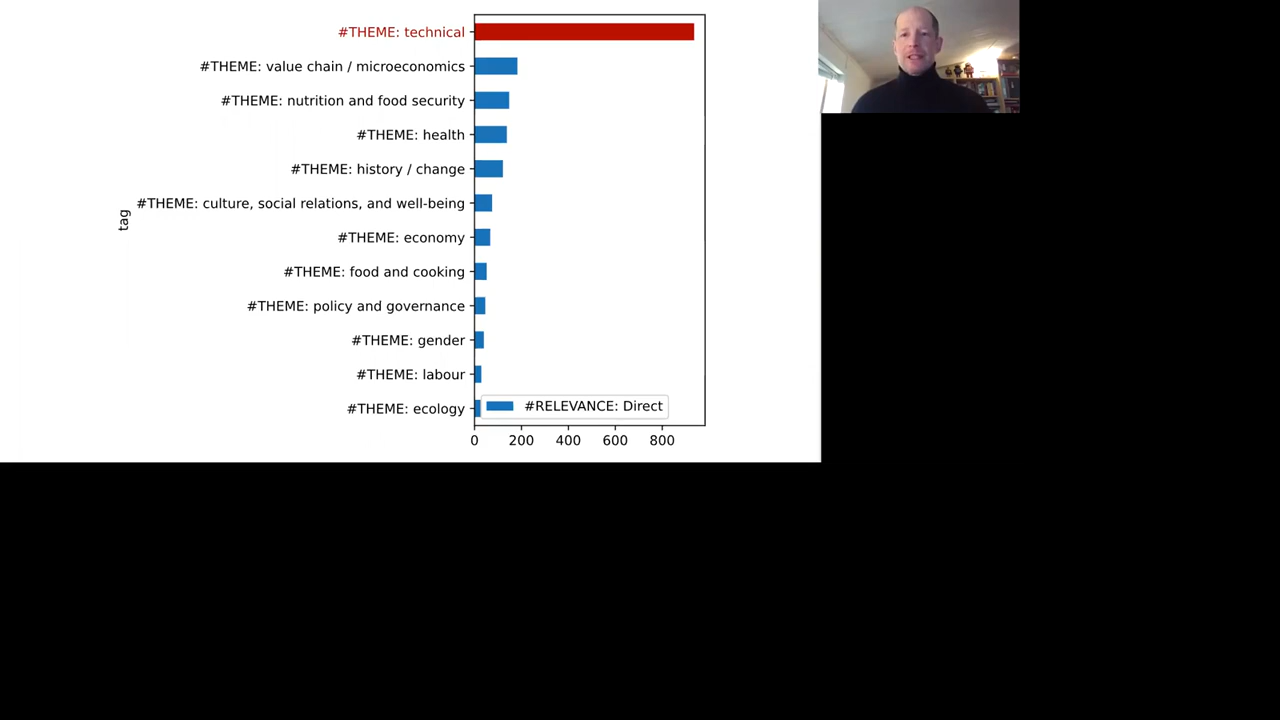 #THEME: technical
#THEME: value chain / microeconomics
#THEME: nutrition and food security
#THEME: health
#THEME: history / change
#THEME: culture, social relations, and well-being
tag
#THEME: economy
#THEME: food and cooking
#THEME: policy and governance
#THEME: gender
#THEME: labour
#THEME: ecology
#RELEVANCE: Direct
0 200 400 600 800